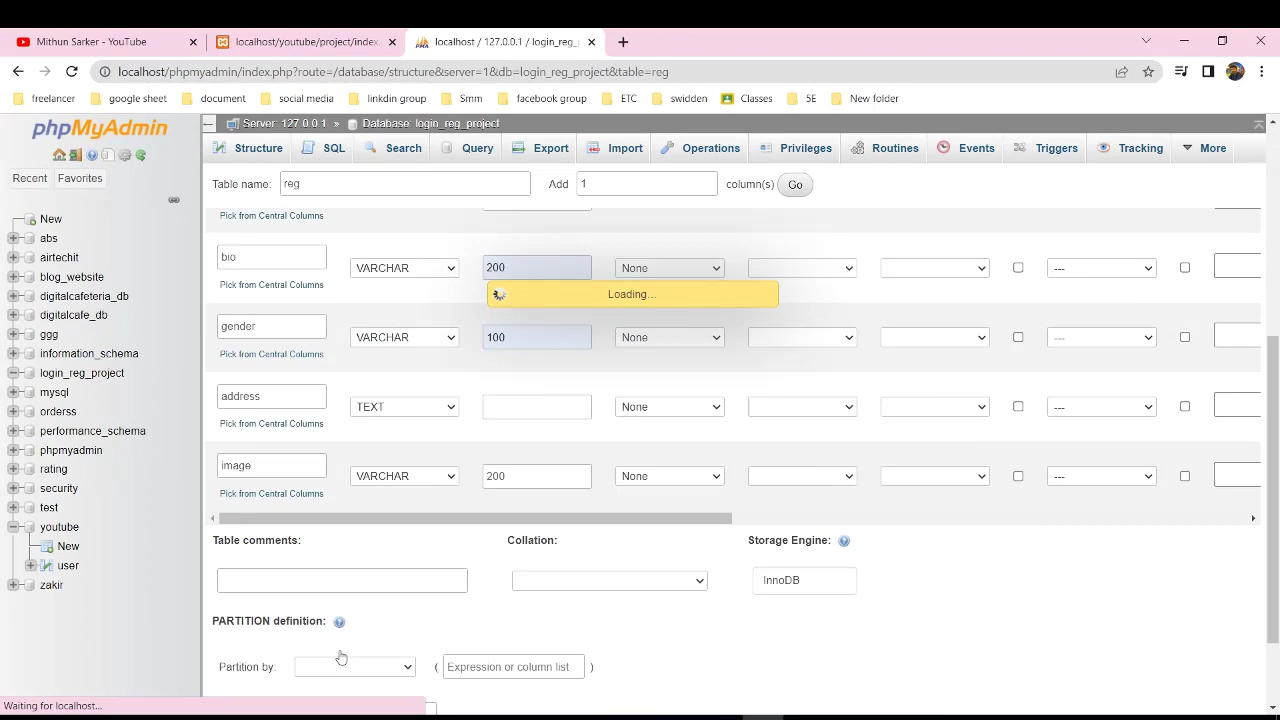 Mithun Sarker - YouTube
localhost/youtube/project/index.
localhost / 127.0.0.1 / login_reg_
localhost/phpmyadmin/index.php?route=/database/structure&server=1&db=login_reg_project&table=reg
freelancer google sheet document social media linkdin group Smm facebook group ETC swidden Classes 5E New folder
phpMyAdmin
Recent Favorites
New
abs
airtechit
blog_website
digitalcafeteria_db
digitalcafe_db
ggg
information_schema
login_reg_project
mysql
orderss
performance_schema
phpmyadmin
rating
security
test
youtube
New
user
zakir
Server: 127.0.0.1 » Database: login_reg_project
Structure SQL Search Query Export Import Operations Privileges Routines Events Triggers Tracking More
Table name: reg Add 1 column(s) Go
Pick from Central Columns
bio VARCHAR 200 None ---
Pick from Central Columns
Loading…
gender VARCHAR 100 None ---
Pick from Central Columns
address TEXT None ---
Pick from Central Columns
image VARCHAR 200 None ---
Pick from Central Columns
Table comments: Collation: Storage Engine:
InnoDB
PARTITION definition:
Partition by: ( Expression or column list )
Waiting for localhost...